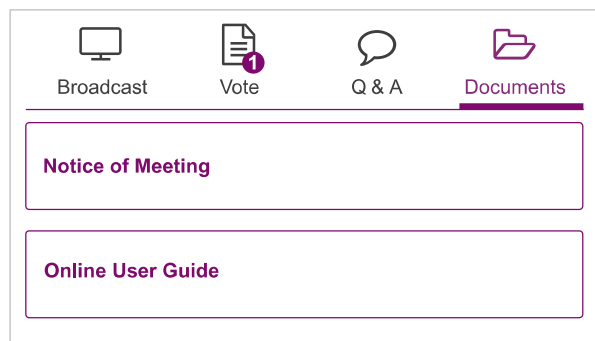 1
Broadcast Vote Q & A Documents
Notice of Meeting
Online User Guide